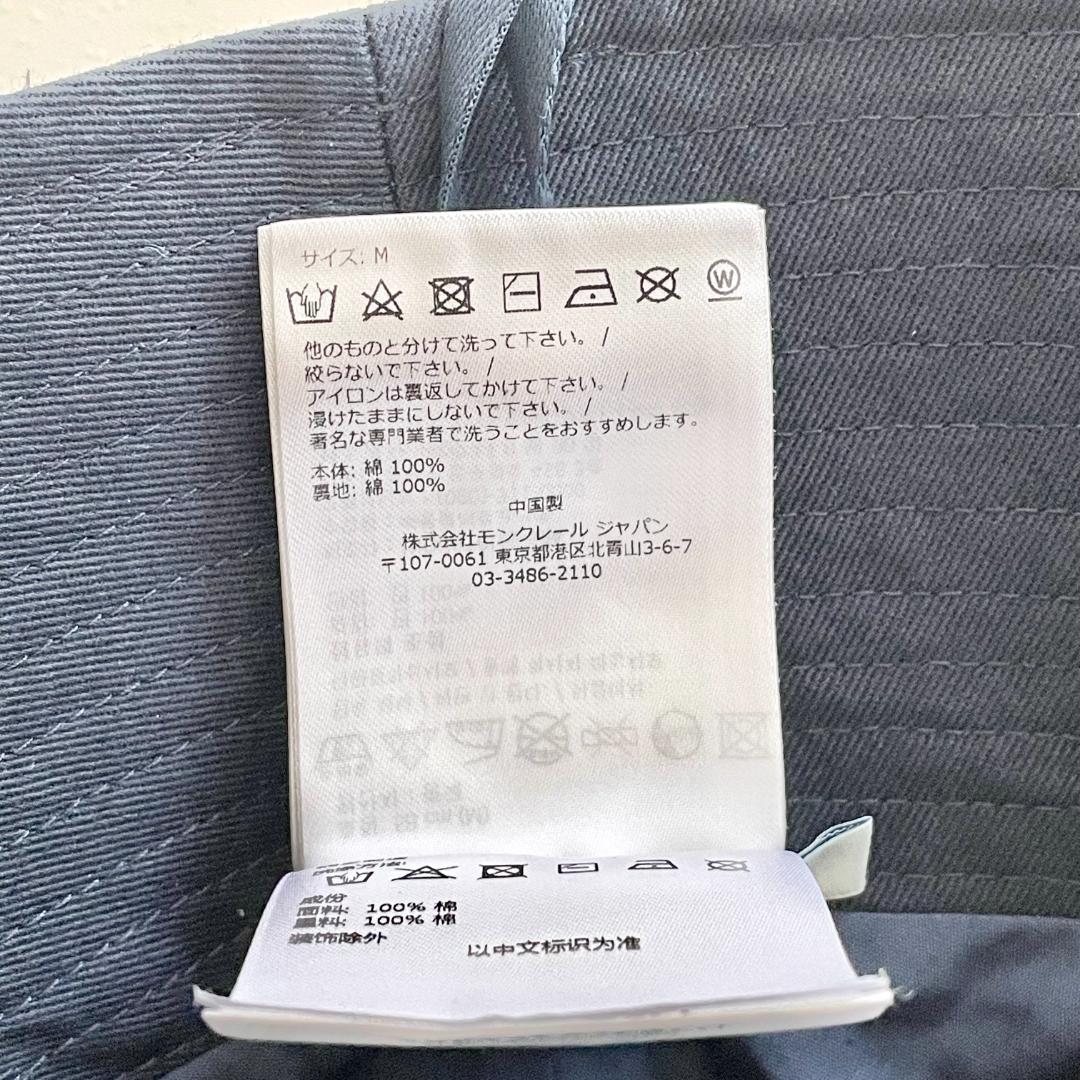 サイズ: M
W
他のものと分けて洗って下さい。 /
絞らないで下さい。 /
アイロンは裏返してかけて下さい。 /
浸けたままにしないで下さい。 /
著名な専門業者で洗うことをおすすめします。
本体: 綿 100%
裏地: 綿 100%
中国製
株式会社モンクレール ジャパン
〒107-0061 東京都港区北青山3-6-7
03-3486-2110
成份
面料: 100% 棉
里料: 100% 棉
装饰除外
以中文标识为准